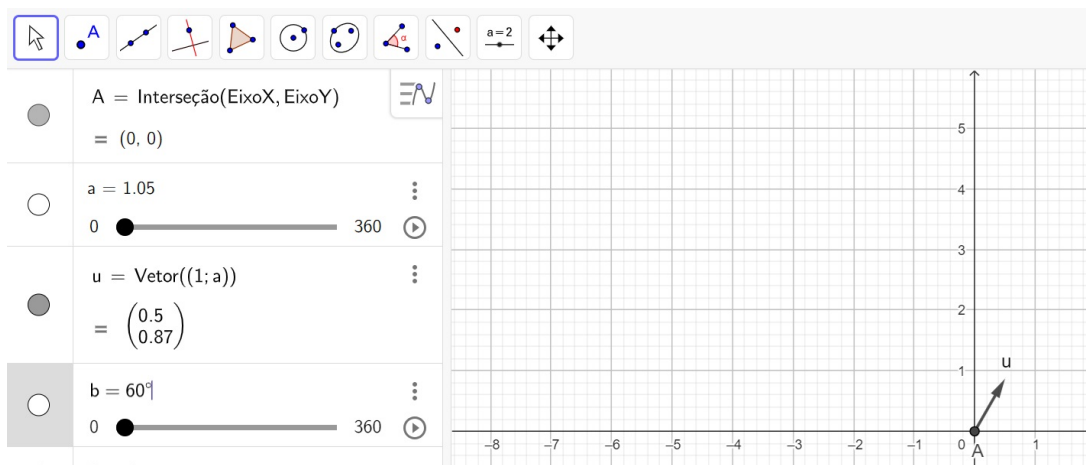 A
α
a = 2
A = Interseção(EixoX, EixoY)
= (0, 0)
a = 1.05
0 360
u = Vetor((1; a))
= (0.5
0.87)
b = 60°
0 360
5
4
3
2
1
u
-8 -7 -6 -5 -4 -3 -2 -1 0 1
A